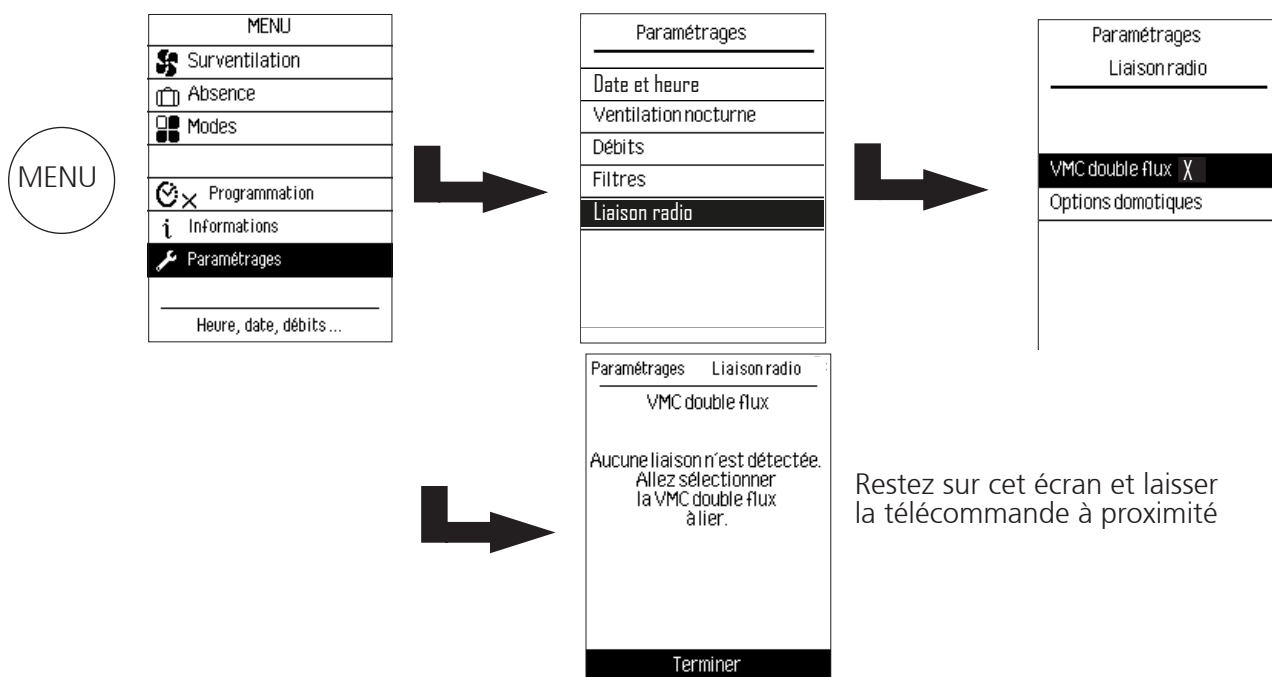 MENU
MENU
Surventilation
Absence
Modes
Programmation
i Informations
Paramétrages
Heure, date, débits...
Paramétrages
Date et heure
Ventilation nocturne
Débits
Filtres
Liaison radio
Paramétrages
Liaison radio
VMC double flux X
Options domotiques
Paramétrages Liaison radio
VMC double flux
Aucune liaison n'est détectée.
Allez sélectionner
la VMC double flux
à lier.
Terminer
Restez sur cet écran et laisser
la télécommande à proximité